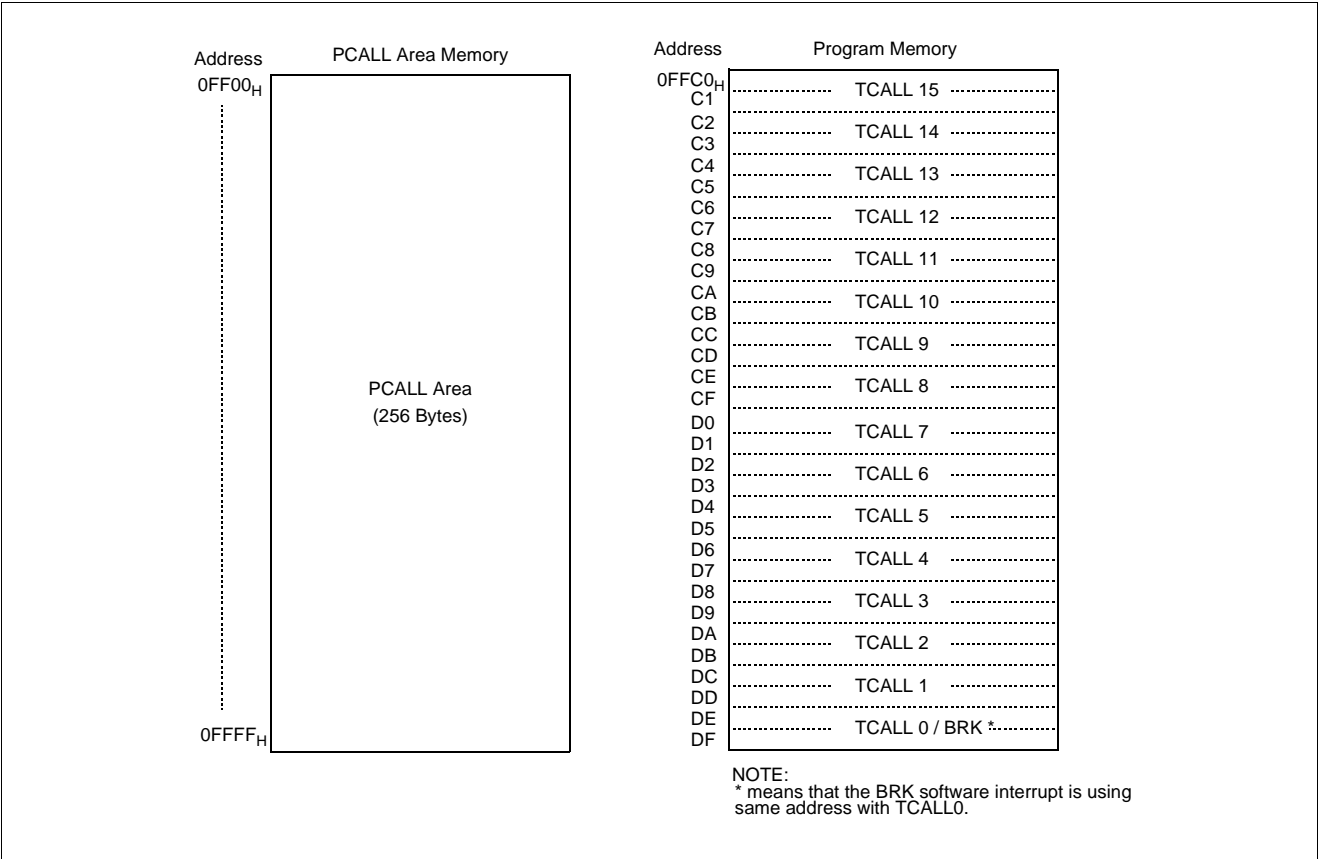 Address
PCALL Area Memory
0FF00H
PCALL Area
(256 Bytes)
0FFFFH
Address
Program Memory
0FFC0H
C1
TCALL 15
C2
C3
TCALL 14
C4
C5
TCALL 13
C6
C7
TCALL 12
C8
C9
TCALL 11
CA
CB
TCALL 10
CC
CD
TCALL 9
CE
CF
TCALL 8
D0
D1
TCALL 7
D2
D3
TCALL 6
D4
D5
TCALL 5
D6
D7
TCALL 4
D8
D9
TCALL 3
DA
DB
TCALL 2
DC
DD
TCALL 1
DE
DF
TCALL 0 / BRK *
NOTE:
* means that the BRK software interrupt is using
same address with TCALL0.